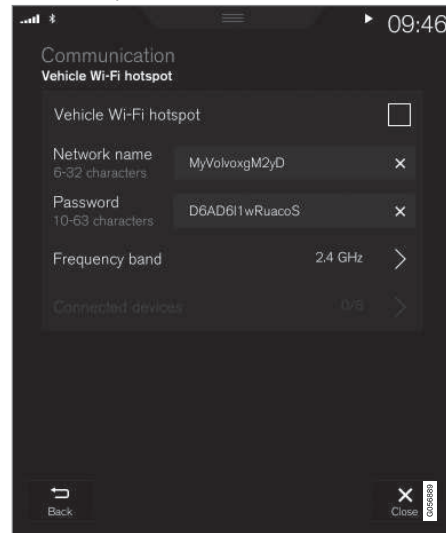 09:46
Communication
Vehicle Wi-Fi hotspot
Vehicle Wi-Fi hotspot
Network name
6-32 characters
MyVolvoxgM2yD
Password
10-63 characters
D6AD6I1wRuacoS
Frequency band 2.4 GHz
Connected devices 0/8
Back
Close
G056889